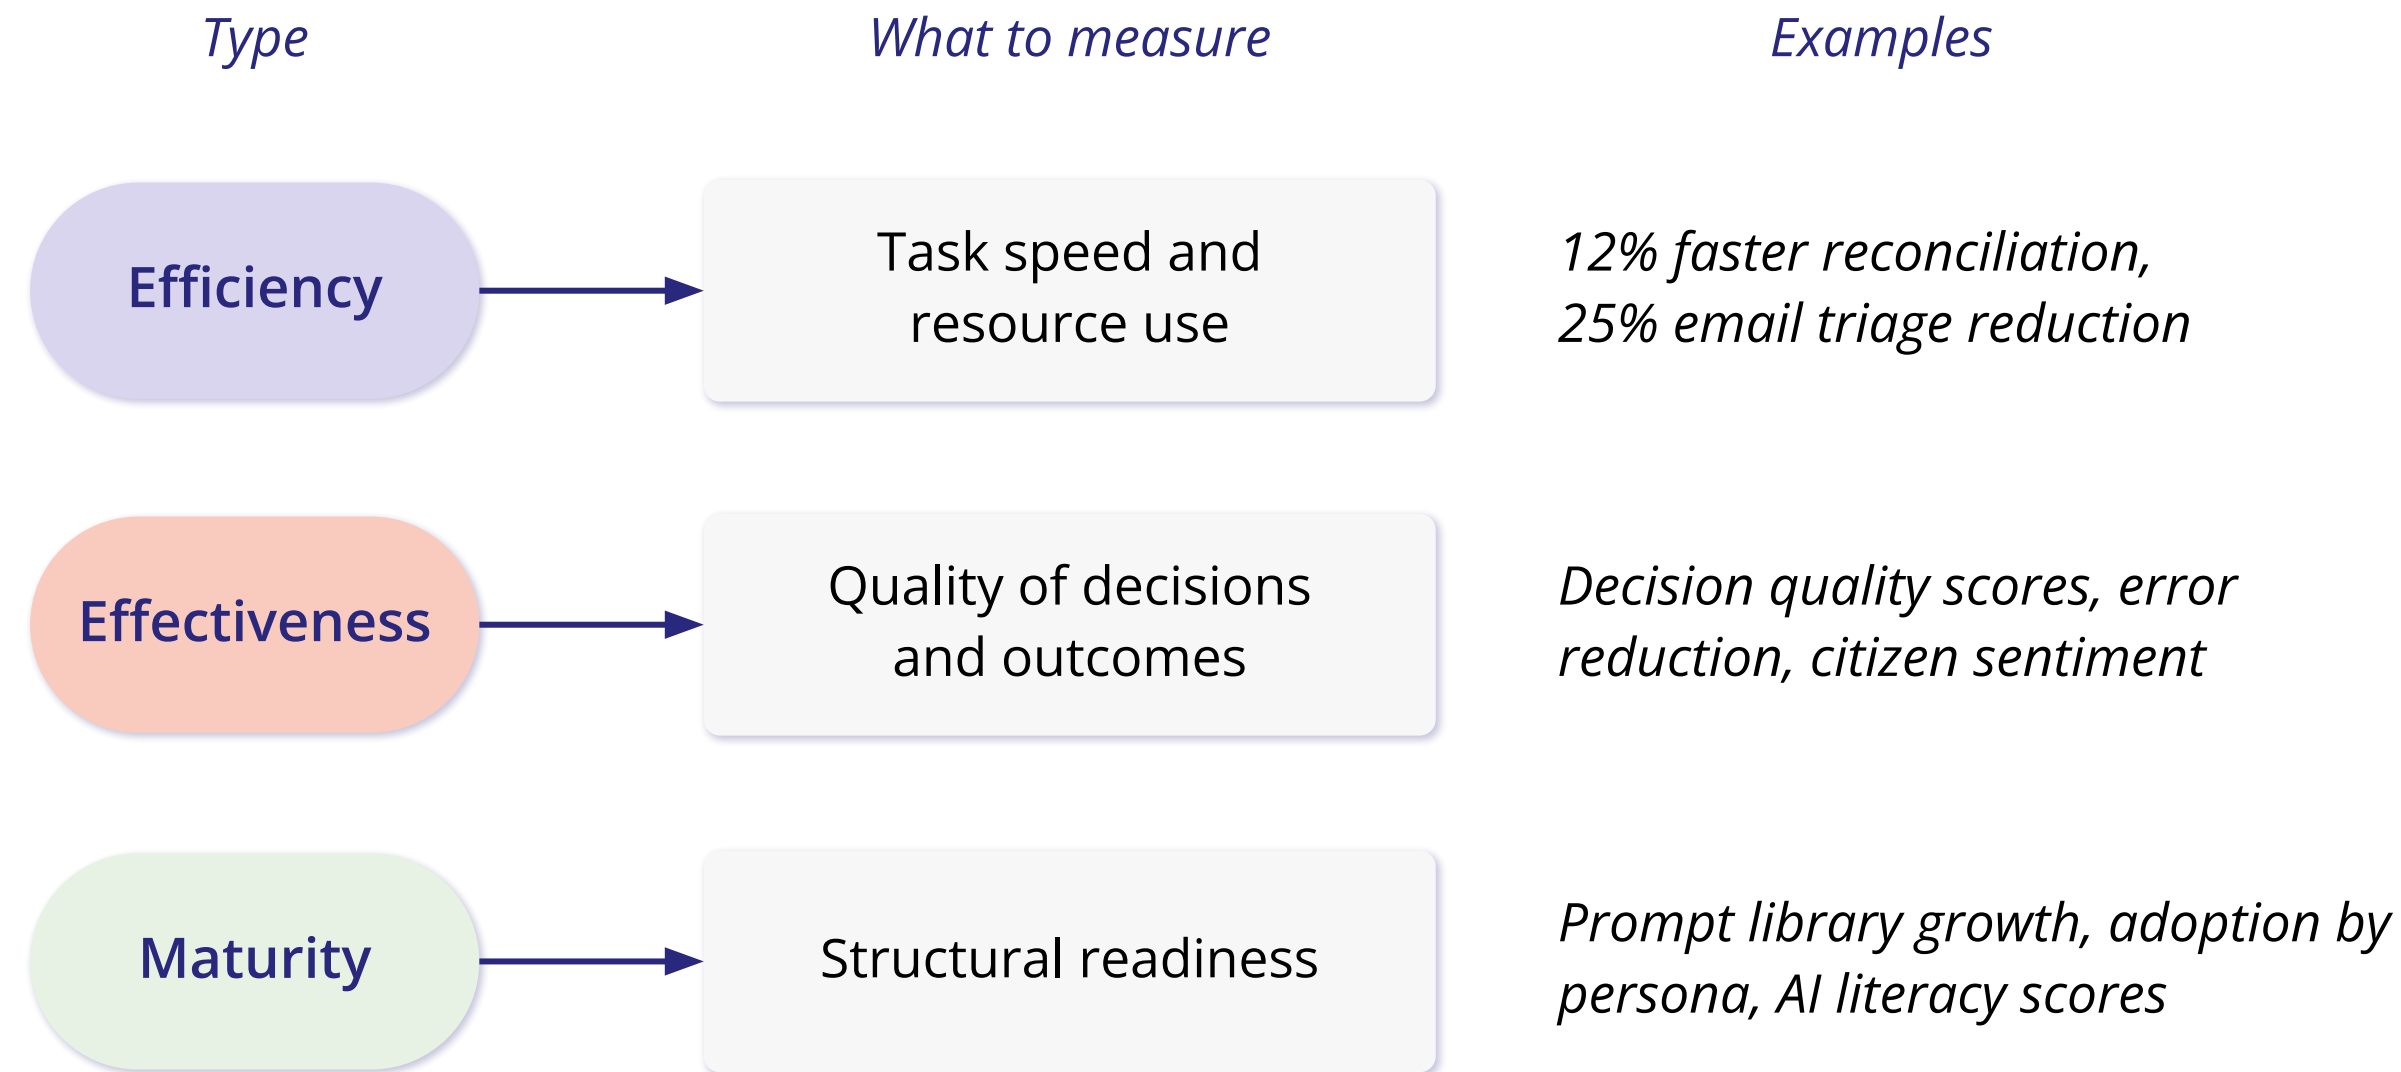 Type
What to measure
Examples
Efficiency
Task speed and
resource use
12% faster reconciliation,
25% email triage reduction
Effectiveness
Quality of decisions
and outcomes
Decision quality scores, error
reduction, citizen sentiment
Maturity
Structural readiness
Prompt library growth, adoption by
persona, AI literacy scores